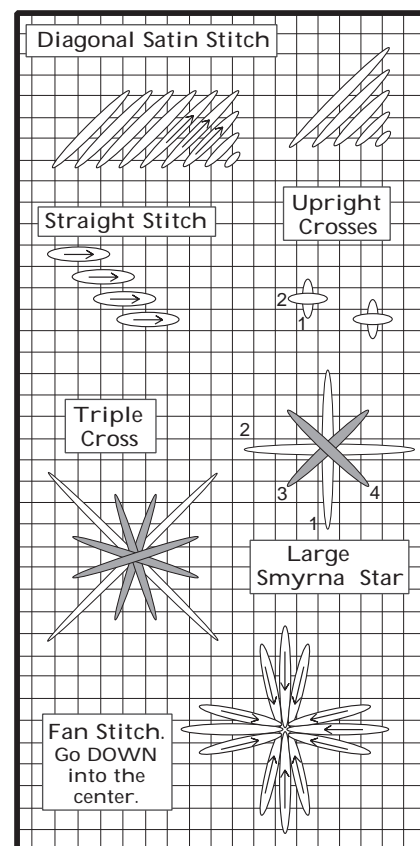 Diagonal Satin Stitch
Straight Stitch
Upright
Crosses
2
1
Triple
Cross
2
3
4
1
Large
Smyrna Star
Fan Stitch.
Go DOWN
into the
center.